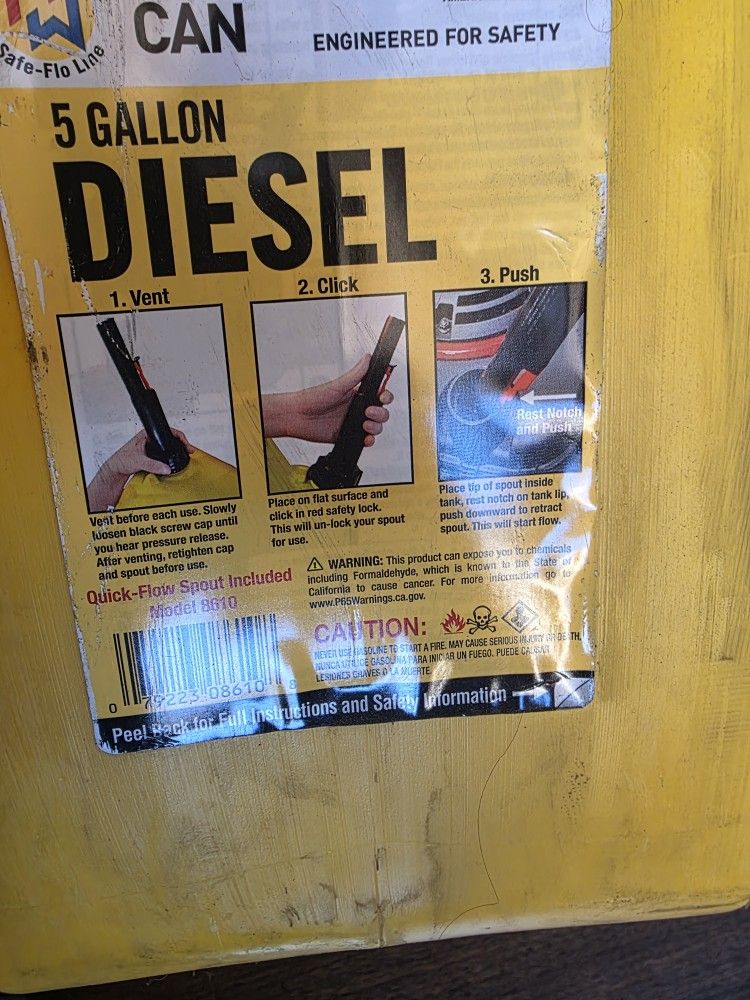 Safe-Flo Line
CAN
ENGINEERED FOR SAFETY
5 GALLON
DIESEL
1. Vent
2. Click
3. Push
Rest Notch
and Push
Vent before each use. Slowly
loosen black screw cap until
you hear pressure release.
After venting, retighten cap
and spout before use.
Place on flat surface and
click in red safety lock.
This will un-lock your spout
for use.
Place tip of spout inside
tank, rest notch on tank lip,
push downward to retract
spout. This will start flow.
Quick-Flow Spout Included
Model 8610
WARNING: This product can expose you to chemicals
including Formaldehyde, which is known to the State of
California to cause cancer. For more information go to
www.P65Warnings.ca.gov.
CAUTION:
NEVER USE GASOLINE TO START A FIRE. MAY CAUSE SERIOUS INJURY OR DEATH.
NUNCA UTILICE GASOLINA PARA INICIAR UN FUEGO. PUEDE CAUSAR
LESIONES GRAVES O LA MUERTE.
0 79223 08610 8
Peel Back for Full Instructions and Safety Information